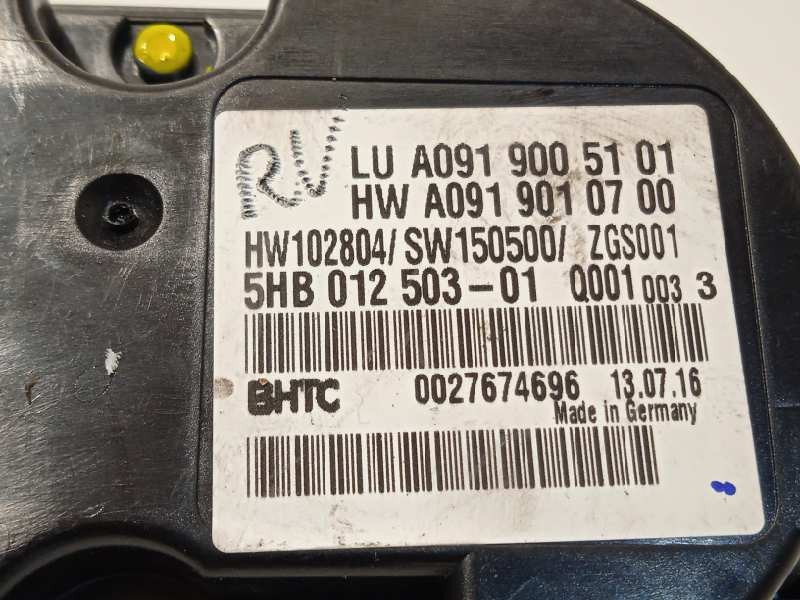 RV
LU A091 900 51 01
HW A091 901 07 00
HW102804/ SW150500/ ZGS001
5HB 012 503-01 Q001 003 3
BHTC 0027674696 13.07.16
Made in Germany